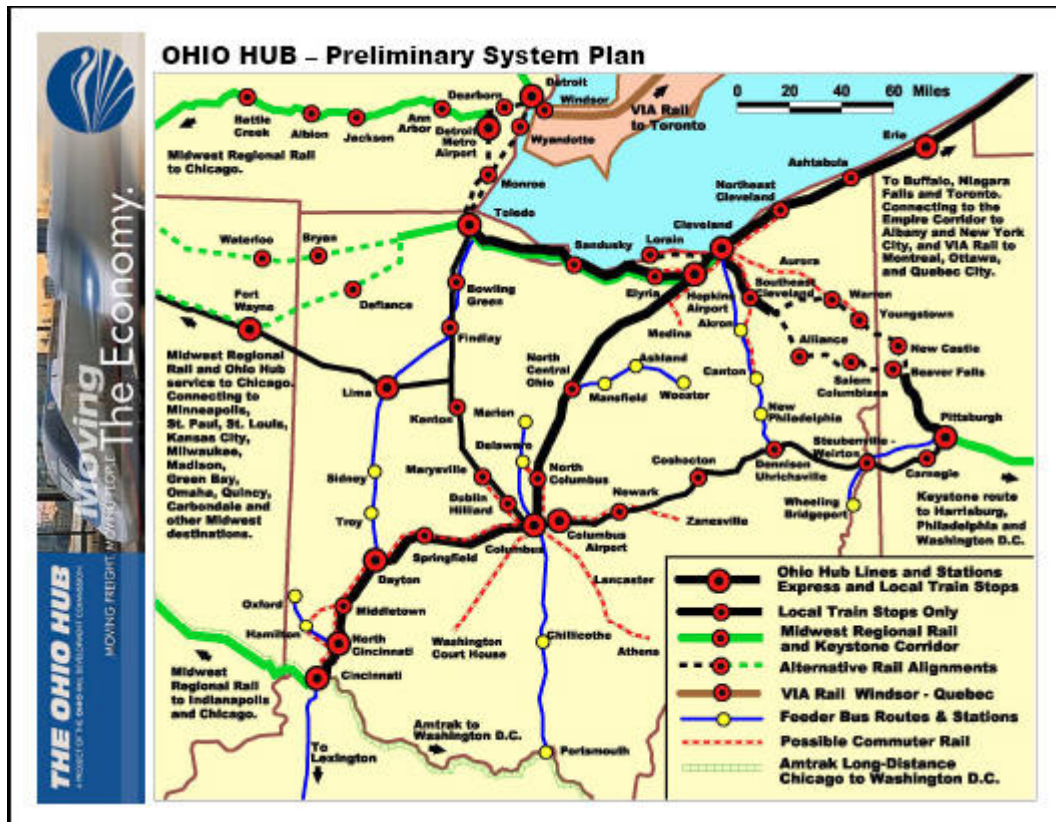 OHIO HUB – Preliminary System Plan
Detroit
Dearborn
Windsor
0 20 40 60 Miles
Battle
Creek
Albion
Jackson
Ann
Arbor
Detroit
Metro
Airport
Wyandotte
VIA Rail
to Toronto
Erie
Midwest Regional Rail
to Chicago.
Monroe
Ashtabula
Northeast
Cleveland
To Buffalo, Niagara
Falls and Toronto.
Connecting to the
Empire Corridor to
Albany and New York
City, and VIA Rail to
Montreal, Ottawa,
and Quebec City.
Toledo
Cleveland
Waterloo
Bryan
Sandusky
Lorain
Aurora
Defiance
Bowling
Green
Elyria
Hopkins
Airport
Southeast
Cleveland
Warren
Youngstown
Fort
Wayne
Findlay
Medina
Akron
Alliance
New Castle
Midwest Regional
Rail and Ohio Hub
service to Chicago.
Connecting to
Minneapolis,
St. Paul, St. Louis,
Kansas City,
Milwaukee,
Madison,
Green Bay,
Omaha, Quincy,
Carbondale and
other Midwest
destinations.
North
Central
Ohio
Ashland
Mansfield
Wooster
Canton
Salem
Columbiana
Beaver Falls
Lima
Kenton
Marion
Delaware
New
Philadelphia
Pittsburgh
Steubenville -
Weirton
Carnegie
Marysville
North
Columbus
Coshocton
Dennison
Uhrichsville
Sidney
Dublin
Hilliard
Newark
Wheeling
Bridgeport
Keystone route
to Harrisburg,
Philadelphia and
Washington D.C.
Troy
Columbus
Columbus
Airport
Zanesville
Springfield
Dayton
Lancaster
Oxford
Middletown
Hamilton
North
Cincinnati
Washington
Court House
Chillicothe
Athens
Cincinnati
Midwest
Regional Rail
to Indianapolis
and Chicago.
To
Lexington
Amtrak to
Washington D.C.
Portsmouth
Ohio Hub Lines and Stations
Express and Local Train Stops
Local Train Stops Only
Midwest Regional Rail
and Keystone Corridor
Alternative Rail Alignments
VIA Rail Windsor - Quebec
Feeder Bus Routes & Stations
Possible Commuter Rail
Amtrak Long-Distance
Chicago to Washington D.C.
Moving
The Economy.
MOVING FREIGHT.
THE OHIO HUB
A PROJECT OF THE OHIO RAIL DEVELOPMENT COMMISSION